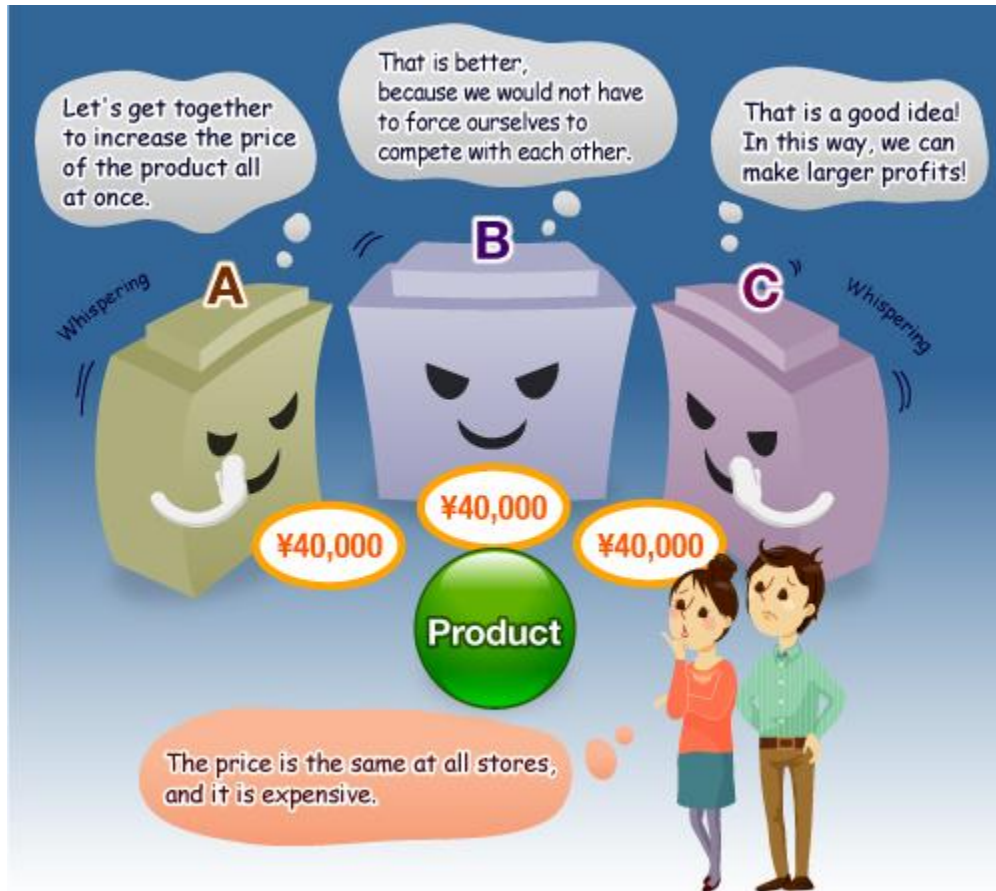 Let's get together
to increase the price
of the product all
at once.
That is better,
because we would not have
to force ourselves to
compete with each other.
That is a good idea!
In this way, we can
make larger profits!
Whispering
A
B
C
Whispering
¥40,000
¥40,000
¥40,000
Product
The price is the same at all stores,
and it is expensive.